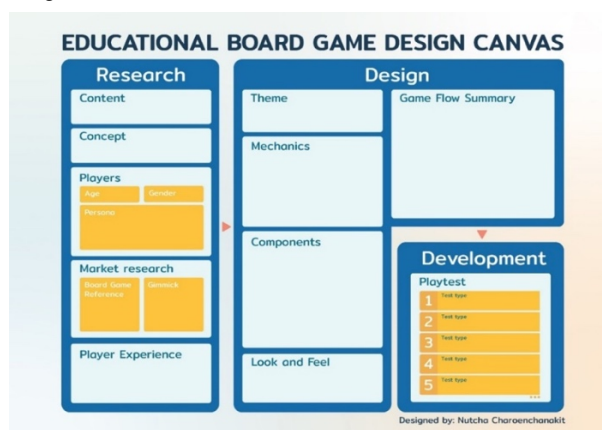 EDUCATIONAL BOARD GAME DESIGN CANVAS
Research
Content
Concept
Players
Age
Gender
Persona
Market research
Board Game
Reference
Gimmick
Player Experience
Design
Theme
Mechanics
Components
Look and Feel
Game Flow Summary
Development
Playtest
1 Test type
2 Test type
3 Test type
4 Test type
5 Test type
...
Designed by: Nutcha Charoenchanakit